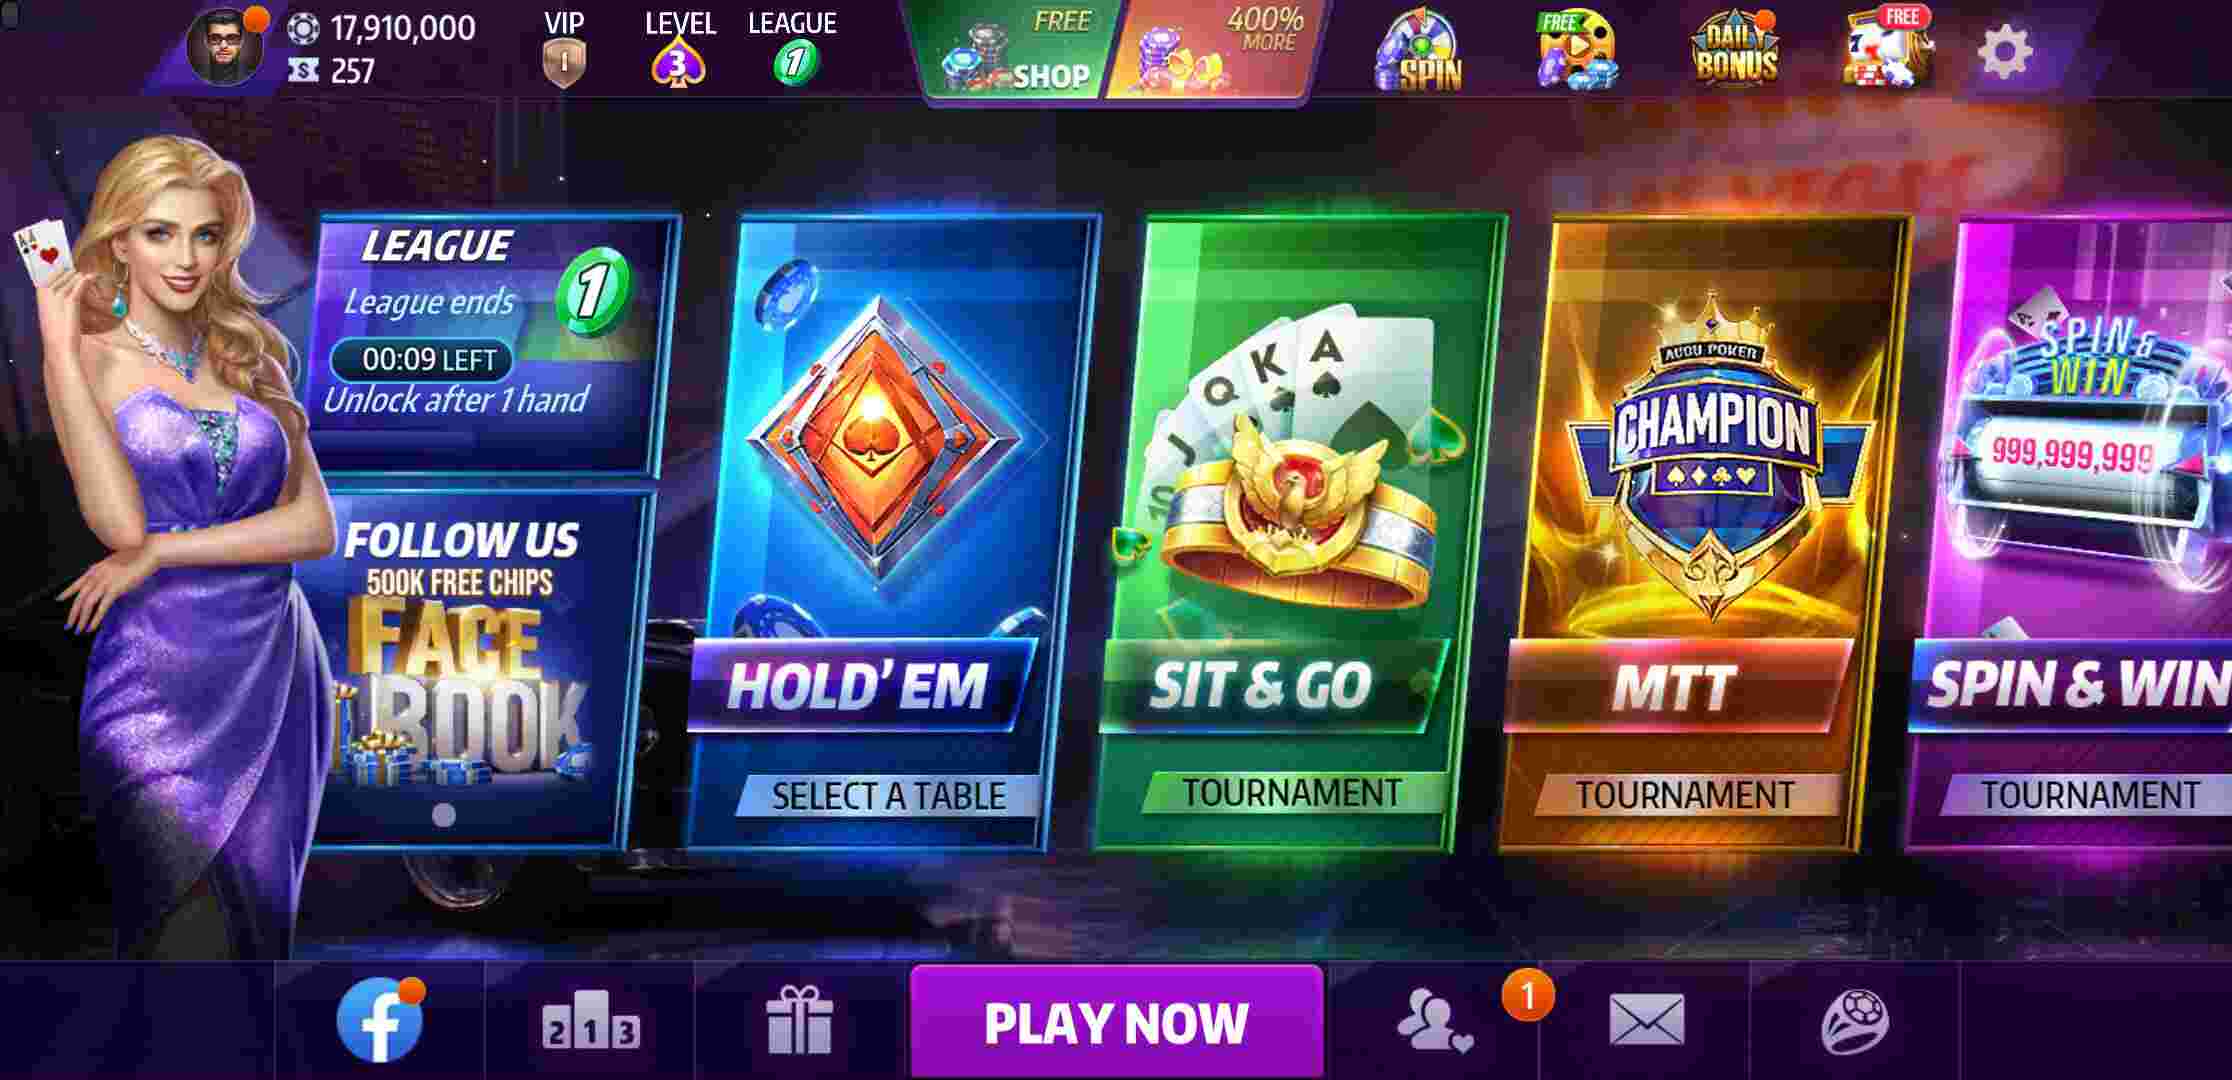 17,910,000
257
VIP
1
LEVEL
3
LEAGUE
1
FREE
SHOP
400%
MORE
SPIN
FREE
DAILY
BONUS
FREE
7
LEAGUE
League ends
00:09 LEFT
Unlock after 1 hand
1
FOLLOW US
500K FREE CHIPS
FACE
BOOK
HOLD' EM
SELECT A TABLE
10 J Q K A
SIT & GO
TOURNAMENT
CHAMPION
MTT
TOURNAMENT
SPIN &
WIN
999,999,999
SPIN & WIN
TOURNAMENT
f
2 1 3
PLAY NOW
1